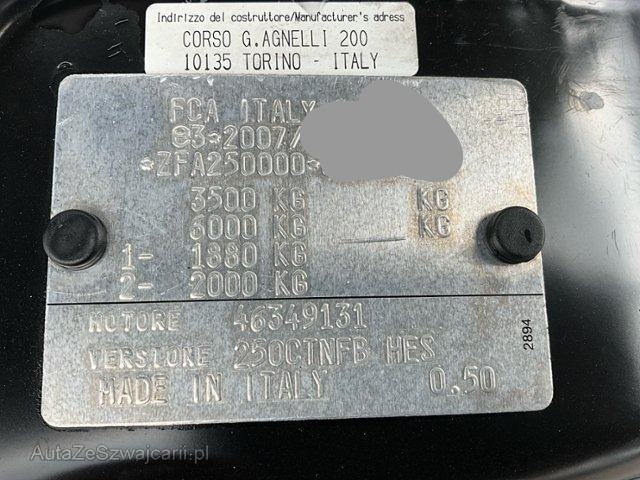 Indirizzo del costruttore/Manufacturer's adress
CORSO G.AGNELLI 200
10135 TORINO - ITALY
FCA ITALY
e3*2007/
*ZFA250000*
3500 KG KG
6000 KG KG
1- 1880 KG
2- 2000 KG
MOTORE 46349131
VERSIONE 250CTNFB HES
MADE IN ITALY 0.50
2894
AutaZeSzwajcarii.pl